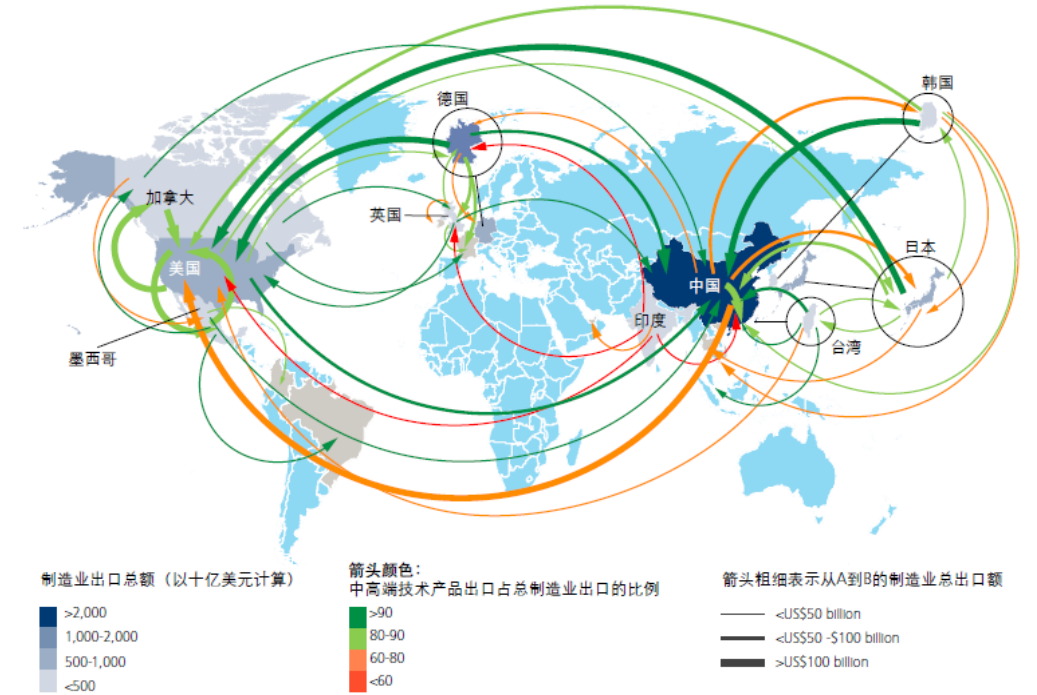 韩国
德国
加拿大
英国
日本
美国
中国
印度
台湾
墨西哥
制造业出口总额（以十亿美元计算）
>2,000
1,000-2,000
500-1,000
<500
箭头颜色：
中高端技术产品出口占总制造业出口的比例
>90
80-90
60-80
<60
箭头粗细表示从A到B的制造业总出口额
<US$50 billion
<US$50 -$100 billion
>US$100 billion